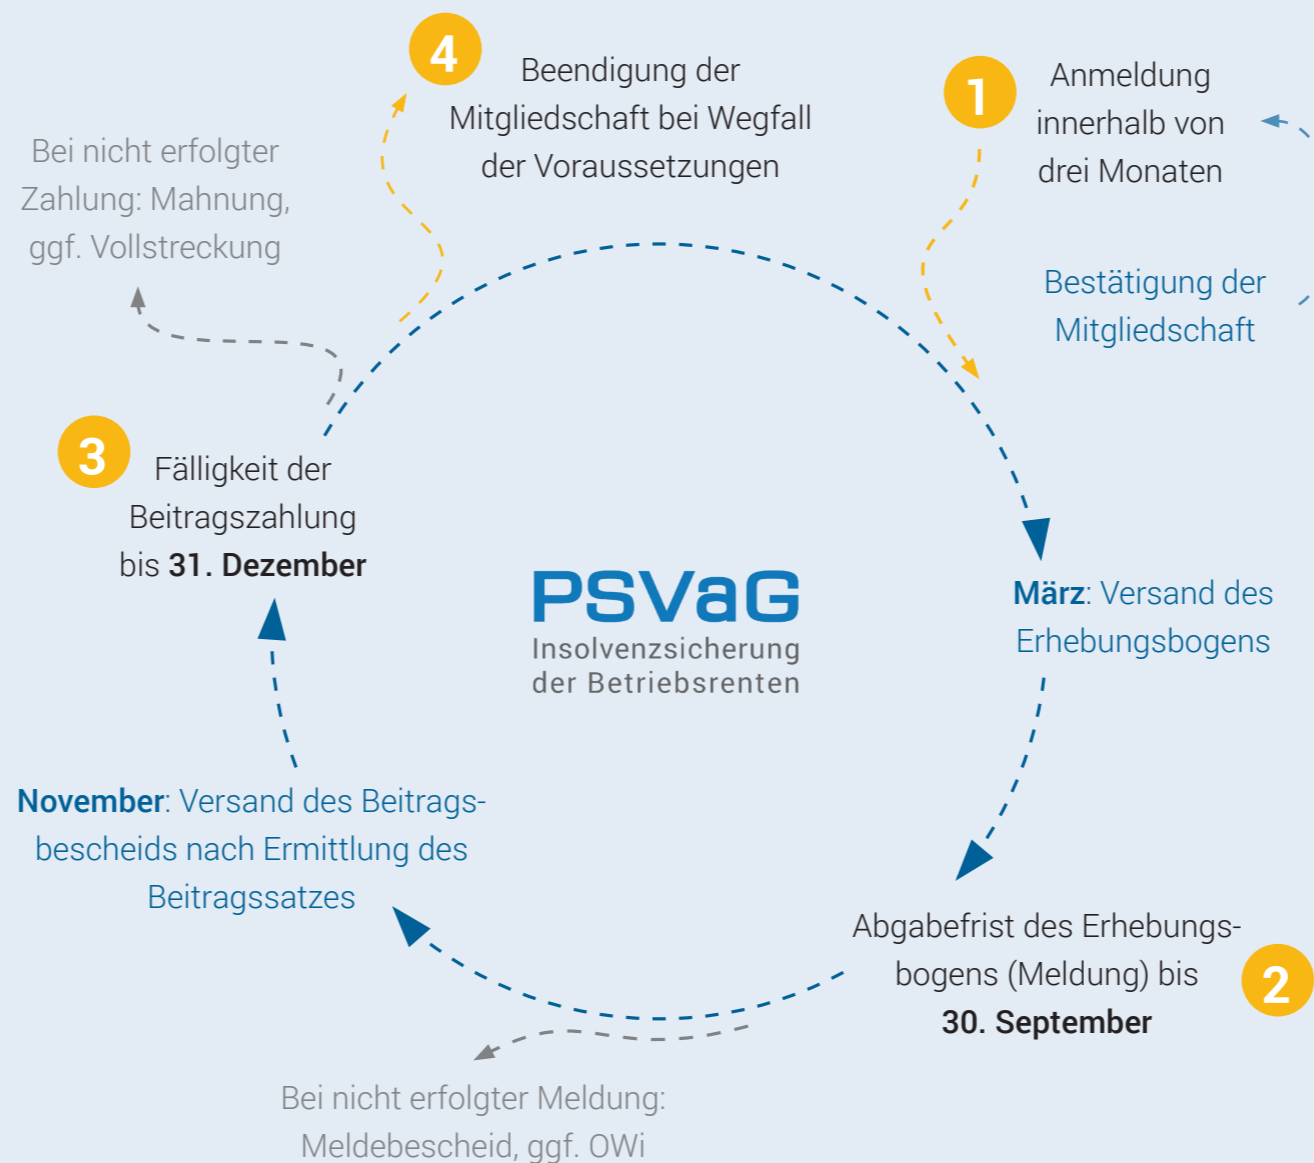 4
Beendigung der
Mitgliedschaft bei Wegfall
der Voraussetzungen
1
Anmeldung
innerhalb von
drei Monaten
Bei nicht erfolgter
Zahlung: Mahnung,
ggf. Vollstreckung
Bestätigung der
Mitgliedschaft
3
Fälligkeit der
Beitragszahlung
bis 31. Dezember
PSVaG
Insolvenzsicherung
der Betriebsrenten
März: Versand des
Erhebungsbogens
November: Versand des Beitrags-
bescheids nach Ermittlung des
Beitragssatzes
Abgabefrist des Erhebungs-
bogens (Meldung) bis
30. September
2
Bei nicht erfolgter Meldung:
Meldebescheid, ggf. OWi